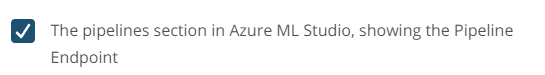 The pipelines section in Azure ML Studio, showing the Pipeline
Endpoint